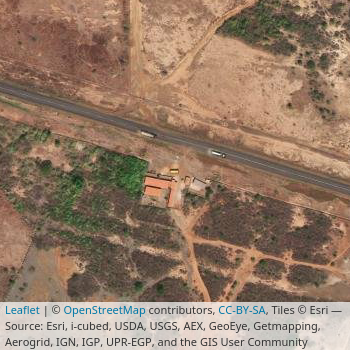 Leaflet | © OpenStreetMap contributors, CC-BY-SA, Tiles © Esri —
Source: Esri, i-cubed, USDA, USGS, AEX, GeoEye, Getmapping,
Aerogrid, IGN, IGP, UPR-EGP, and the GIS User Community